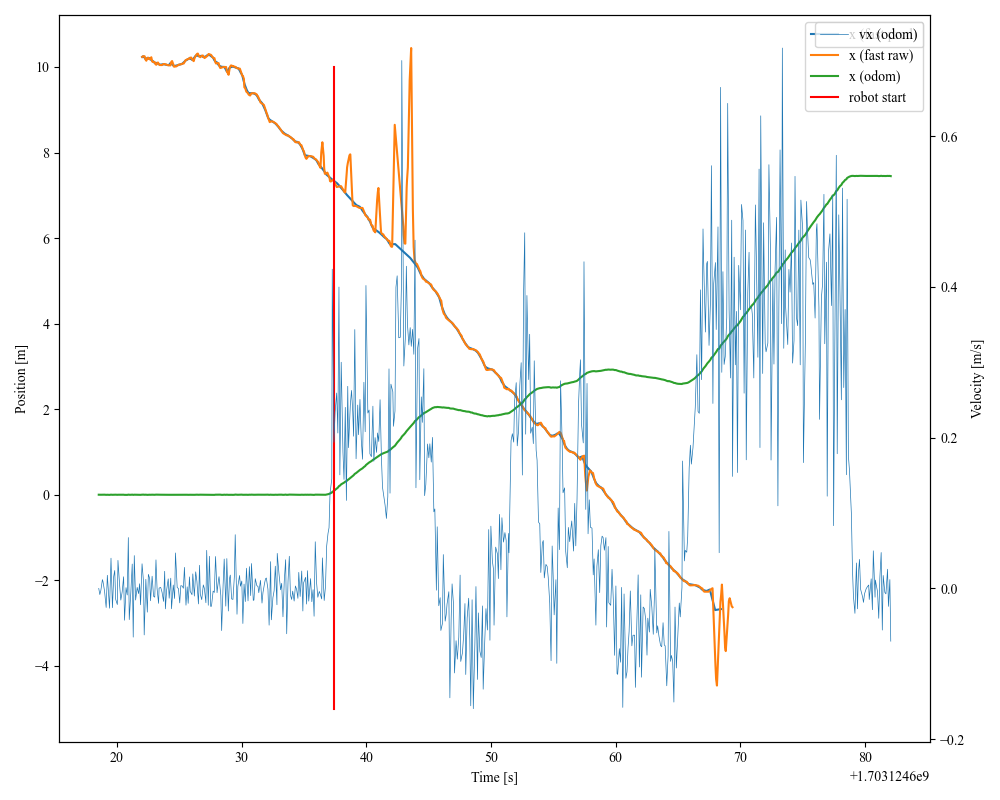 vx (odom)
x (fast raw)
x (odom)
robot start
10
8
6
4
2
0
−2
−4
0.6
0.4
0.2
0.0
−0.2
Position [m]
Velocity [m/s]
20
30
40
50
60
70
80
Time [s]
+1.7031246e9